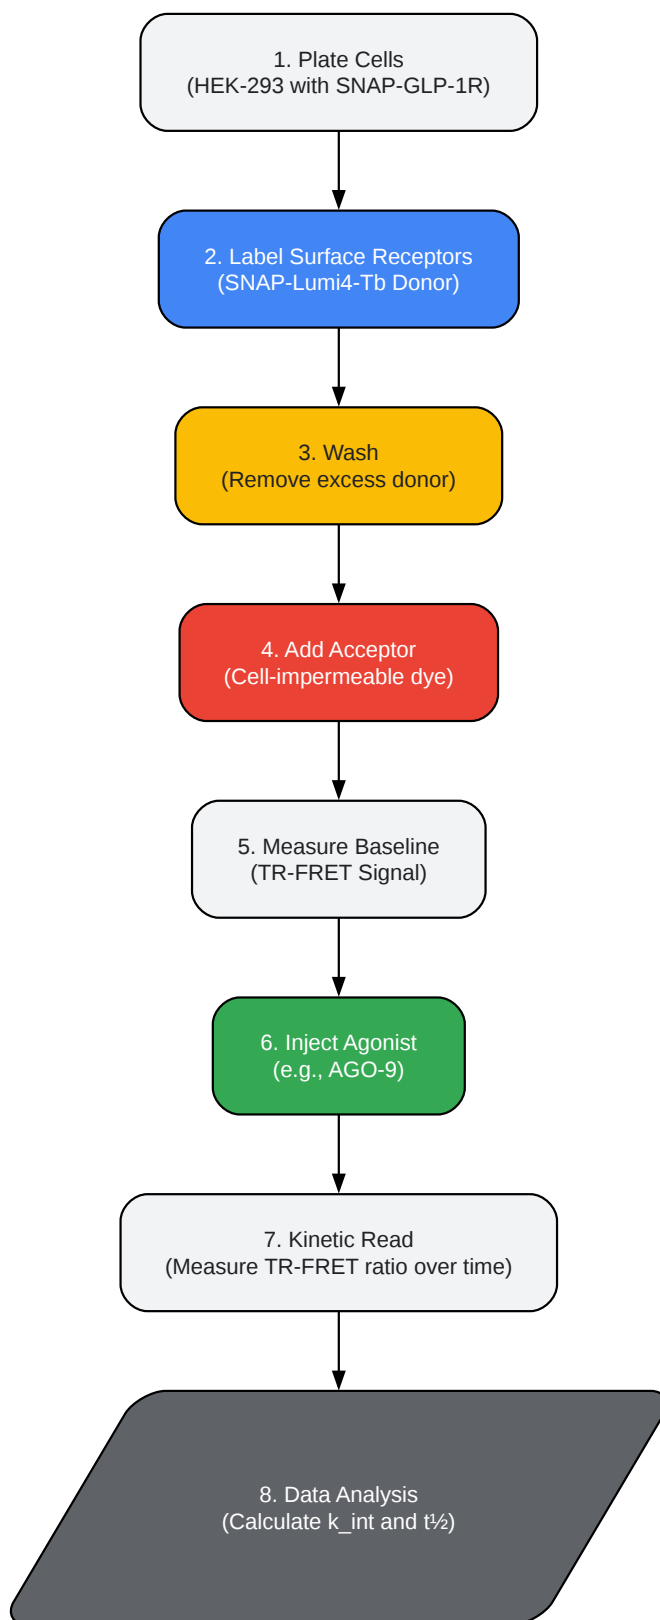 1. Plate Cells
(HEK-293 with SNAP-GLP-1R)
2. Label Surface Receptors
(SNAP-Lumi4-Tb Donor)
3. Wash
(Remove excess donor)
4. Add Acceptor
(Cell-impermeable dye)
5. Measure Baseline
(TR-FRET Signal)
6. Inject Agonist
(e.g., AGO-9)
7. Kinetic Read
(Measure TR-FRET ratio over time)
8. Data Analysis
(Calculate k_int and t½)